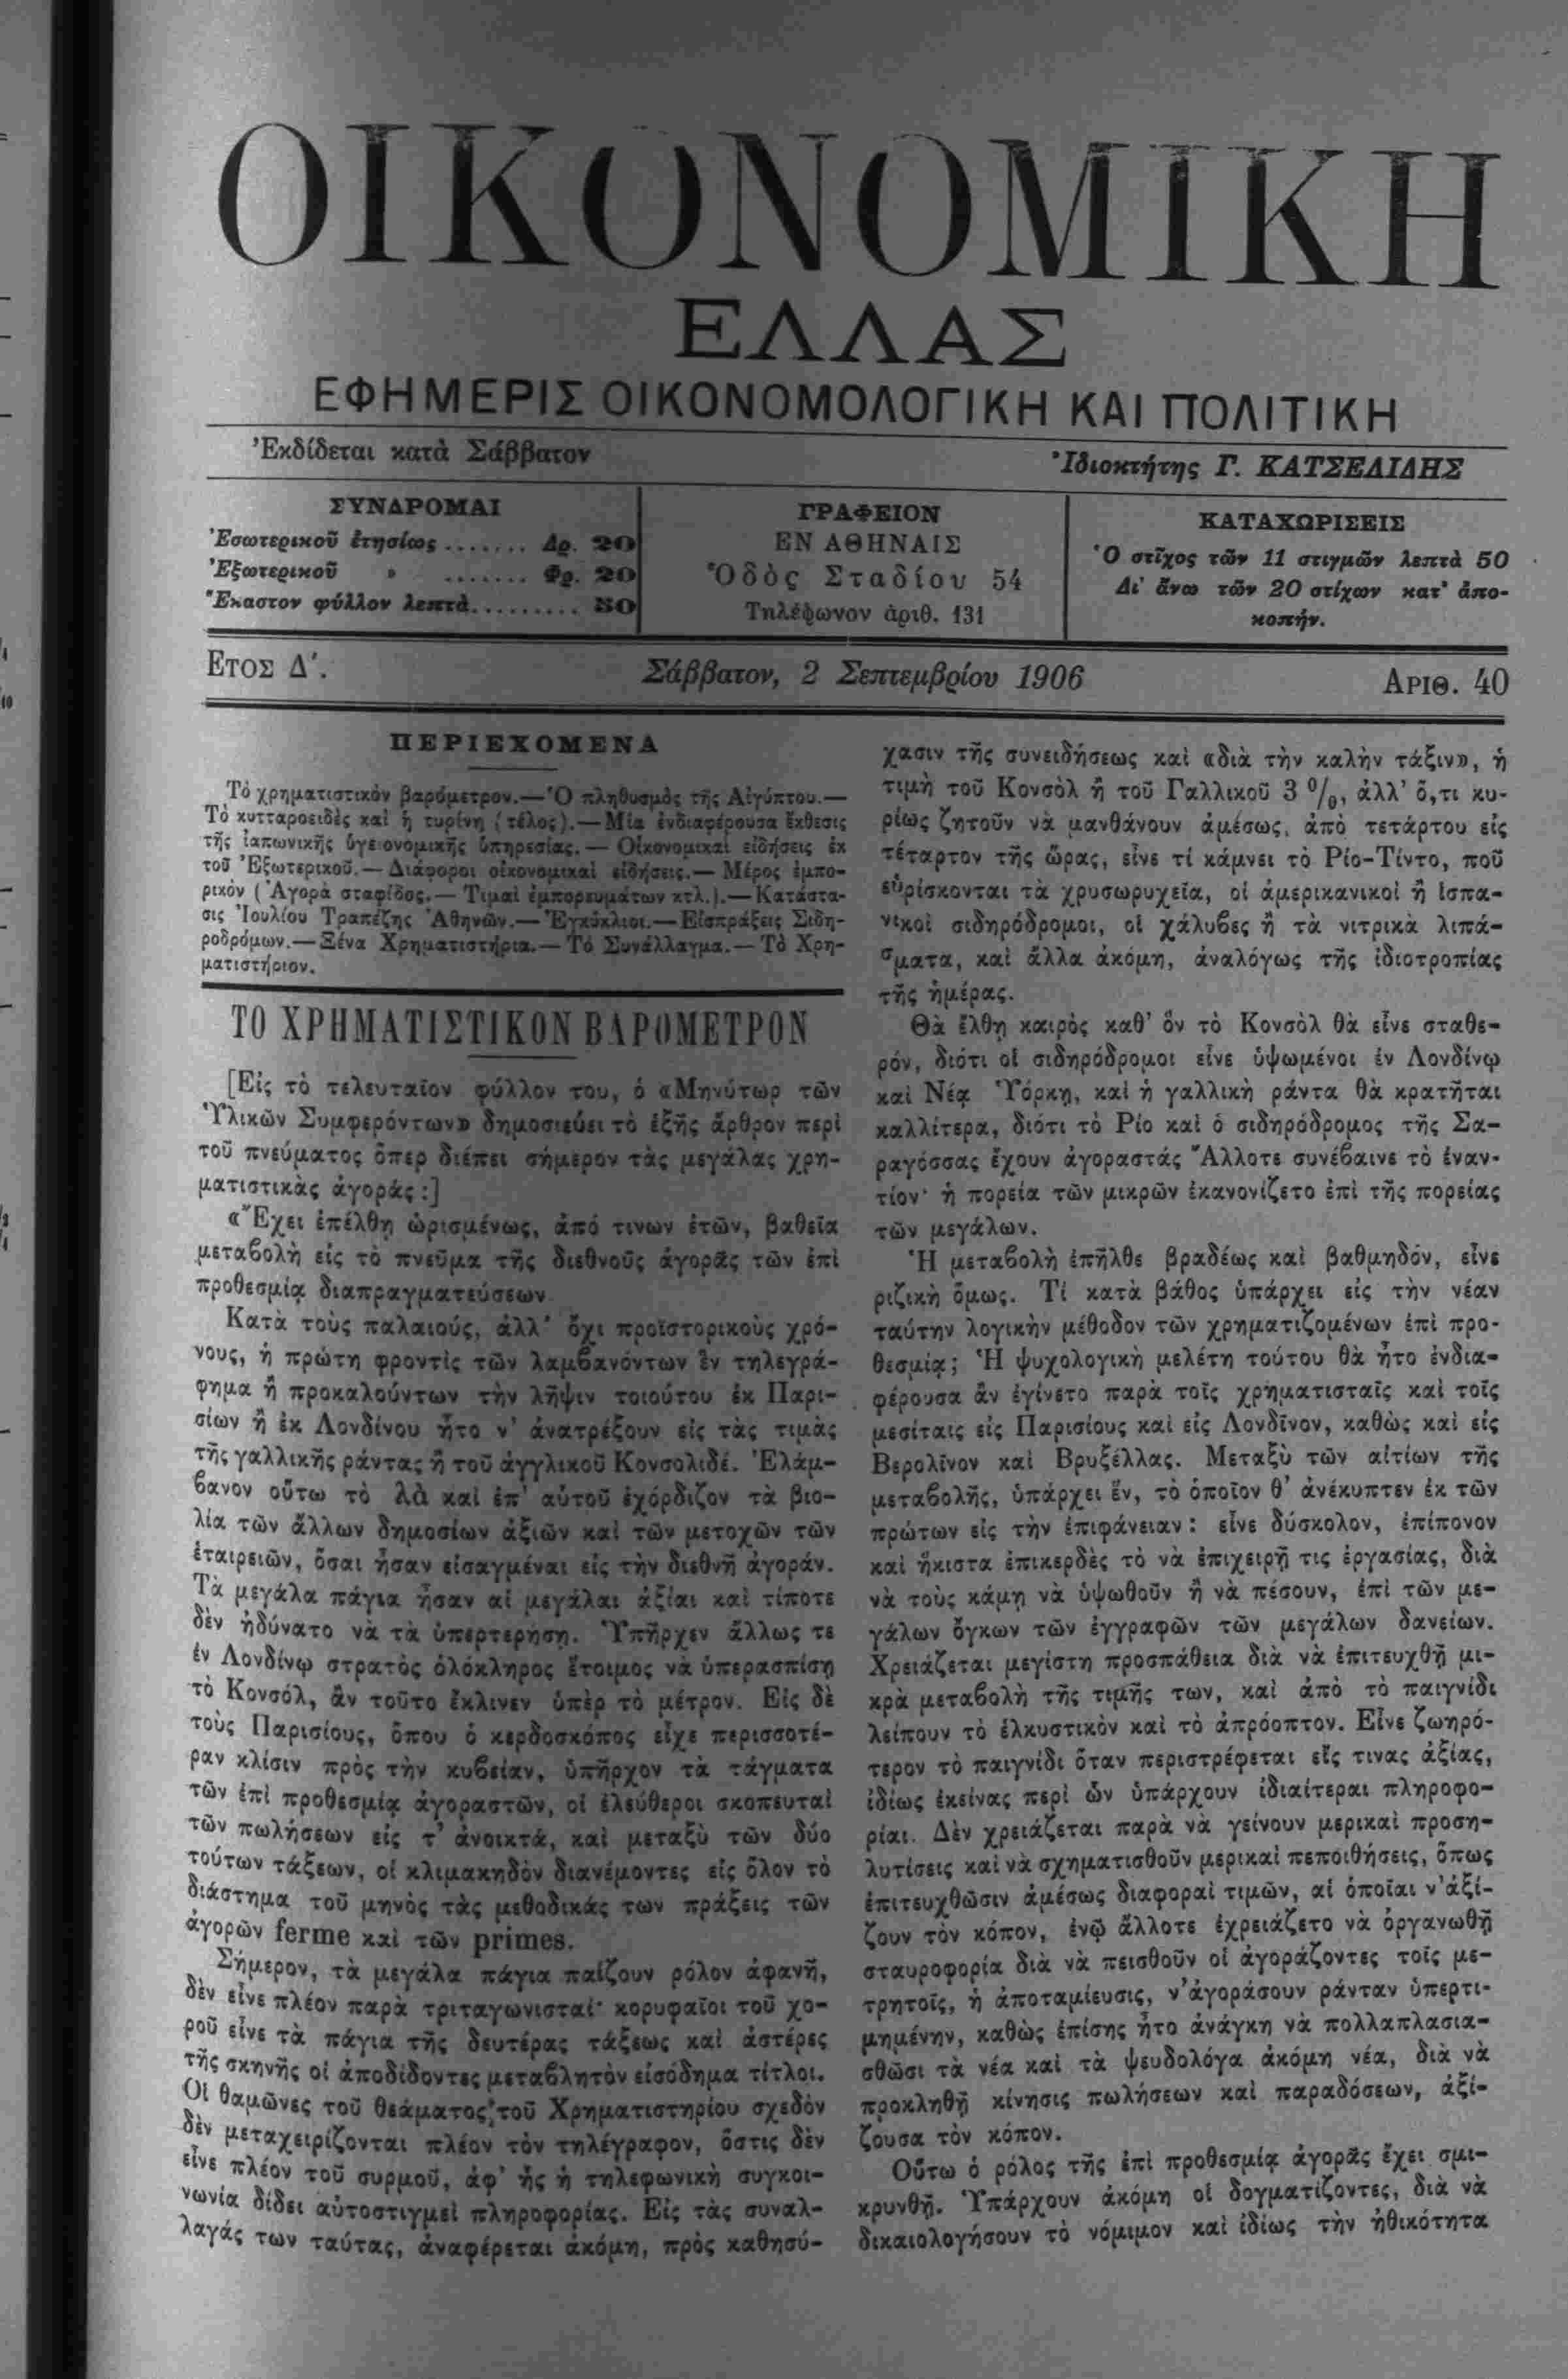 ΟΙΚΟΝΟΜΙΚΗ
ΕΛΛΑΣ
ΕΦΗΜΕΡΙΣ ΟΙΚΟΝΟΜΟΛΟΓΙΚΗ ΚΑΙ ΠΟΛΙΤΙΚΗ
Ἐκδίδεται κατὰ Σάββατον
Ἰδιοκτήτης Γ. ΚΑΤΣΕΛΙΔΗΣ
ΣΥΝΔΡΟΜΑΙ
Ἐσωτερικοῦ ἐτησίως ....... Δρ. 20
Ἐξωτερικοῦ » ....... Φρ. 20
Ἕκαστον φύλλον λεπτὰ.......... 50
ΓΡΑΦΕΙΟΝ
ΕΝ ΑΘΗΝΑΙΣ
Ὁδὸς Σταδίου 54
Τηλέφωνον ἀριθ. 131
ΚΑΤΑΧΩΡΙΣΕΙΣ
Ὁ στῖχος τῶν 11 στιγμῶν λεπτὰ 50
Δι' ἄνω τῶν 20 στίχων κατ' ἀπο-
κοπήν.
ΕΤΟΣ Δ΄.
Σάββατον, 2 Σεπτεμβρίου 1906
ΑΡΙΘ. 40
ΠΕΡΙΕΧΟΜΕΝΑ
Τὸ χρηματιστικὸν βαρόμετρον.—Ὁ πληθυσμὸς τῆς Αἰγύπτου.—
Τὸ κυτταροειδὲς καὶ ἡ τυρίνη (τέλος).—Μία ἐνδιαφέρουσα ἔκθεσις
τῆς ἰαπωνικῆς ὑγειονομικῆς ὑπηρεσίας.— Οἰκονομικαὶ εἰδήσεις ἐκ
τοῦ Ἐξωτερικοῦ.— Διάφοροι οἰκονομικαὶ εἰδήσεις.— Μέρος ἐμπο-
ρικὸν (Ἀγορὰ σταφίδος.— Τιμαὶ ἐμπορευμάτων κτλ.).— Κατάστα-
σις Ἰουλίου Τραπέζης Ἀθηνῶν.— Ἐγκύκλιοι.— Εἰσπράξεις Σιδη-
ροδρόμων.— Ξένα Χρηματιστήρια.— Τὸ Συνάλλαγμα.— Τὸ Χρη-
ματιστήριον.
ΤΟ ΧΡΗΜΑΤΙΣΤΙΚΟΝ ΒΑΡΟΜΕΤΡΟΝ
[Εἰς τὸ τελευταῖον φύλλον του, ὁ «Μηνύτωρ τῶν
Ὑλικῶν Συμφερόντων» δημοσιεύει τὸ ἑξῆς ἄρθρον περὶ
τοῦ πνεύματος ὅπερ διέπει σήμερον τὰς μεγάλας χρη-
ματιστικὰς ἀγοράς :]
«Ἔχει ἐπέλθῃ ὡρισμένως, ἀπό τινων ἐτῶν, βαθεῖα
μεταβολὴ εἰς τὸ πνεῦμα τῆς διεθνοῦς ἀγορᾶς τῶν ἐπὶ
προθεσμίᾳ διαπραγματεύσεων
Κατὰ τοὺς παλαιούς, ἀλλ' ὄχι προϊστορικοὺς χρό-
νους, ἡ πρώτη φροντὶς τῶν λαμβανόντων ἓν τηλεγρά-
φημα ἢ προκαλούντων τὴν λῆψιν τοιούτου ἐκ Παρι-
σίων ἢ ἐκ Λονδίνου ἦτο ν' ἀνατρέξουν εἰς τὰς τιμὰς
τῆς γαλλικῆς ράντας ἢ τοῦ ἀγγλικοῦ Κονσολιδέ. Ἐλάμ-
βανον οὕτω τὸ λὰ καὶ ἐπ' αὐτοῦ ἐχόρδιζον τὰ βιο-
λία τῶν ἄλλων δημοσίων ἀξιῶν καὶ τῶν μετοχῶν τῶν
ἑταιρειῶν, ὅσαι ἦσαν εἰσαγμέναι εἰς τὴν διεθνῆ ἀγοράν.
Τὰ μεγάλα πάγια ἦσαν αἱ μεγάλαι ἀξίαι καὶ τίποτε
δὲν ἠδύνατο νὰ τὰ ὑπερτερήσῃ. Ὑπῆρχεν ἄλλως τε
ἐν Λονδίνῳ στρατὸς ὁλόκληρος ἕτοιμος νὰ ὑπερασπίσῃ
τὸ Κονσόλ, ἂν τοῦτο ἔκλινεν ὑπὲρ τὸ μέτρον. Εἰς δὲ
τοὺς Παρισίους, ὅπου ὁ κερδοσκόπος εἶχε περισσοτέ-
ραν κλίσιν πρὸς τὴν κυβείαν, ὑπῆρχον τὰ τάγματα
τῶν ἐπὶ προθεσμίᾳ ἀγοραστῶν, οἱ ἐλεύθεροι σκοπευταὶ
τῶν πωλήσεων εἰς τ' ἀνοικτά, καὶ μεταξὺ τῶν δύο
τούτων τάξεων, οἱ κλιμακηδὸν διανέμοντες εἰς ὅλον τὸ
διάστημα τοῦ μηνὸς τὰς μεθοδικάς των πράξεις τῶν
ἀγορῶν ferme καὶ τῶν primes.
Σήμερον, τὰ μεγάλα πάγια παίζουν ρόλον ἀφανῆ,
δὲν εἶνε πλέον παρὰ τριταγωνισταί· κορυφαῖοι τοῦ χο-
ροῦ εἶνε τὰ πάγια τῆς δευτέρας τάξεως καὶ ἀστέρες
τῆς σκηνῆς οἱ ἀποδίδοντες μεταβλητὸν εἰσόδημα τίτλοι.
Οἱ θαμῶνες τοῦ θεάματος τοῦ Χρηματιστηρίου σχεδὸν
δὲν μεταχειρίζονται πλέον τὸν τηλέγραφον, ὅστις δὲν
εἶνε πλέον τοῦ συρμοῦ, ἀφ' ἧς ἡ τηλεφωνικὴ συγκοι-
νωνία δίδει αὐτοστιγμεὶ πληροφορίας. Εἰς τὰς συναλ-
λαγάς των ταύτας, ἀναφέρεται ἀκόμη, πρὸς καθησύ-
χασιν τῆς συνειδήσεως καὶ «διὰ τὴν καλὴν τάξιν», ἡ
τιμὴ τοῦ Κονσὸλ ἢ τοῦ Γαλλικοῦ 3 %, ἀλλ' ὅ,τι κυ-
ρίως ζητοῦν νὰ μανθάνουν ἀμέσως, ἀπὸ τετάρτου εἰς
τέταρτον τῆς ὥρας, εἶνε τί κάμνει τὸ Ρίο-Τίντο, ποῦ
εὑρίσκονται τὰ χρυσωρυχεῖα, οἱ ἀμερικανικοὶ ἢ ἱσπα-
νικοὶ σιδηρόδρομοι, οἱ χάλυβες ἢ τὰ νιτρικὰ λιπά-
σματα, καὶ ἄλλα ἀκόμη, ἀναλόγως τῆς ἰδιοτροπίας
τῆς ἡμέρας.
Θὰ ἔλθῃ καιρὸς καθ' ὃν τὸ Κονσὸλ θὰ εἶνε σταθε-
ρόν, διότι οἱ σιδηρόδρομοι εἶνε ὑψωμένοι ἐν Λονδίνῳ
καὶ Νέᾳ Ὑόρκῃ, καὶ ἡ γαλλικὴ ράντα θὰ κρατῆται
καλλίτερα, διότι τὸ Ρίο καὶ ὁ σιδηρόδρομος τῆς Σα-
ραγόσσας ἔχουν ἀγοραστάς Ἄλλοτε συνέβαινε τὸ ἐναν-
τίον· ἡ πορεία τῶν μικρῶν ἐκανονίζετο ἐπὶ τῆς πορείας
τῶν μεγάλων.
Ἡ μεταβολὴ ἐπῆλθε βραδέως καὶ βαθμηδόν, εἶνε
ριζικὴ ὅμως. Τί κατὰ βάθος ὑπάρχει εἰς τὴν νέαν
ταύτην λογικὴν μέθοδον τῶν χρηματιζομένων ἐπὶ προ-
θεσμίᾳ; Ἡ ψυχολογικὴ μελέτη τούτου θὰ ἦτο ἐνδια-
φέρουσα ἂν ἐγίνετο παρὰ τοῖς χρηματισταῖς καὶ τοῖς
μεσίταις εἰς Παρισίους καὶ εἰς Λονδῖνον, καθὼς καὶ εἰς
Βερολῖνον καὶ Βρυξέλλας. Μεταξὺ τῶν αἰτίων τῆς
μεταβολῆς, ὑπάρχει ἕν, τὸ ὁποῖον θ' ἀνέκυπτεν ἐκ τῶν
πρώτων εἰς τὴν ἐπιφάνειαν : εἶνε δύσκολον, ἐπίπονον
καὶ ἥκιστα ἐπικερδὲς τὸ νὰ ἐπιχειρῇ τις ἐργασίας, διὰ
νὰ τοὺς κάμῃ νὰ ὑψωθοῦν ἢ νὰ πέσουν, ἐπὶ τῶν με-
γάλων ὄγκων τῶν ἐγγραφῶν τῶν μεγάλων δανείων.
Χρειάζεται μεγίστη προσπάθεια διὰ νὰ ἐπιτευχθῇ μι-
κρὰ μεταβολὴ τῆς τιμῆς των, καὶ ἀπὸ τὸ παιγνίδι
λείπουν τὸ ἑλκυστικὸν καὶ τὸ ἀπρόοπτον. Εἶνε ζωηρό-
τερον τὸ παιγνίδι ὅταν περιστρέφεται εἴς τινας ἀξίας,
ἰδίως ἐκείνας περὶ ὧν ὑπάρχουν ἰδιαίτεραι πληροφο-
ρίαι. Δὲν χρειάζεται παρὰ νὰ γείνουν μερικαὶ προση-
λυτίσεις καὶ νὰ σχηματισθοῦν μερικαὶ πεποιθήσεις, ὅπως
ἐπιτευχθῶσιν ἀμέσως διαφοραὶ τιμῶν, αἱ ὁποῖαι ν'ἀξί-
ζουν τὸν κόπον, ἐνῷ ἄλλοτε ἐχρειάζετο νὰ ὀργανωθῇ
σταυροφορία διὰ νὰ πεισθοῦν οἱ ἀγοράζοντες τοῖς με-
τρητοῖς, ἡ ἀποταμίευσις, ν'ἀγοράσουν ράνταν ὑπερτι-
μημένην, καθὼς ἐπίσης ἦτο ἀνάγκη νὰ πολλαπλασια-
σθῶσι τὰ νέα καὶ τὰ ψευδολόγα ἀκόμη νέα, διὰ νὰ
προκληθῇ κίνησις πωλήσεων καὶ παραδόσεων, ἀξί-
ζουσα τὸν κόπον.
Οὕτω ὁ ρόλος τῆς ἐπὶ προθεσμίᾳ ἀγορᾶς ἔχει σμι-
κρυνθῇ. Ὑπάρχουν ἀκόμη οἱ δογματίζοντες, διὰ νὰ
δικαιολογήσουν τὸ νόμιμον καὶ ἰδίως τὴν ἠθικότητα